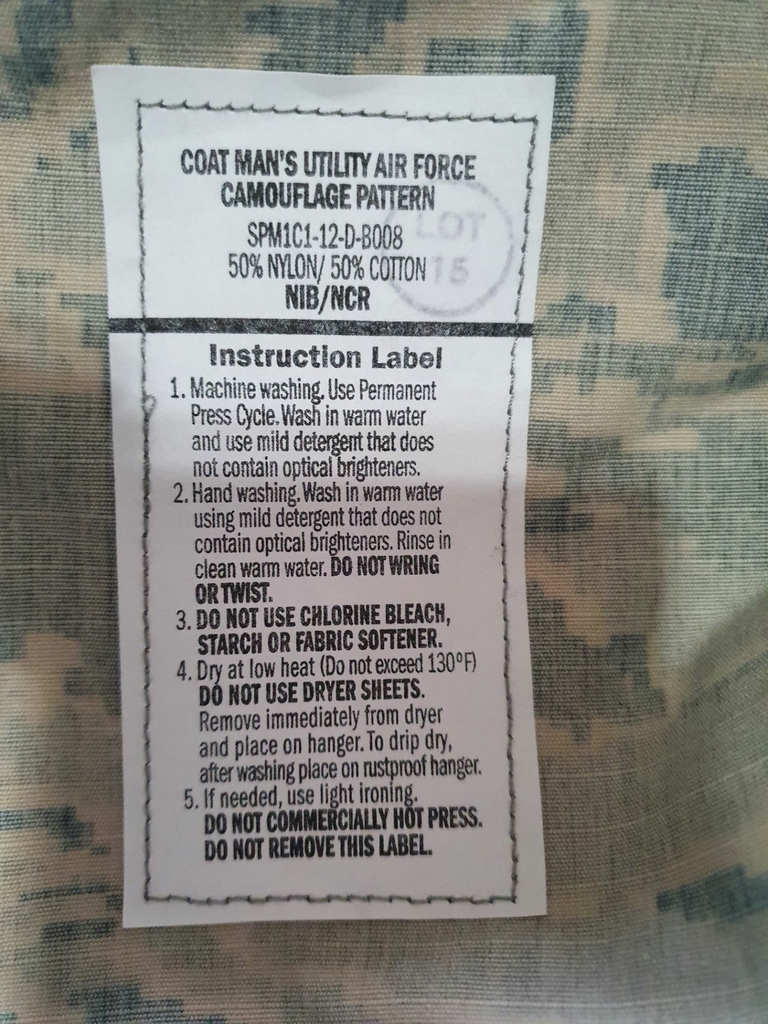 COAT MAN'S UTILITY AIR FORCE
CAMOUFLAGE PATTERN
SPM1C1-12-D-B008
50% NYLON/ 50% COTTON
NIB/NCR
LOT
15
Instruction Label
1. Machine washing. Use Permanent
Press Cycle. Wash in warm water
and use mild detergent that does
not contain optical brighteners.
2. Hand washing. Wash in warm water
using mild detergent that does not
contain optical brighteners. Rinse in
clean warm water. DO NOT WRING
OR TWIST.
3. DO NOT USE CHLORINE BLEACH,
STARCH OR FABRIC SOFTENER.
4. Dry at low heat (Do not exceed 130°F)
DO NOT USE DRYER SHEETS.
Remove immediately from dryer
and place on hanger. To drip dry,
after washing place on rustproof hanger.
5. If needed, use light ironing.
DO NOT COMMERCIALLY HOT PRESS.
DO NOT REMOVE THIS LABEL.